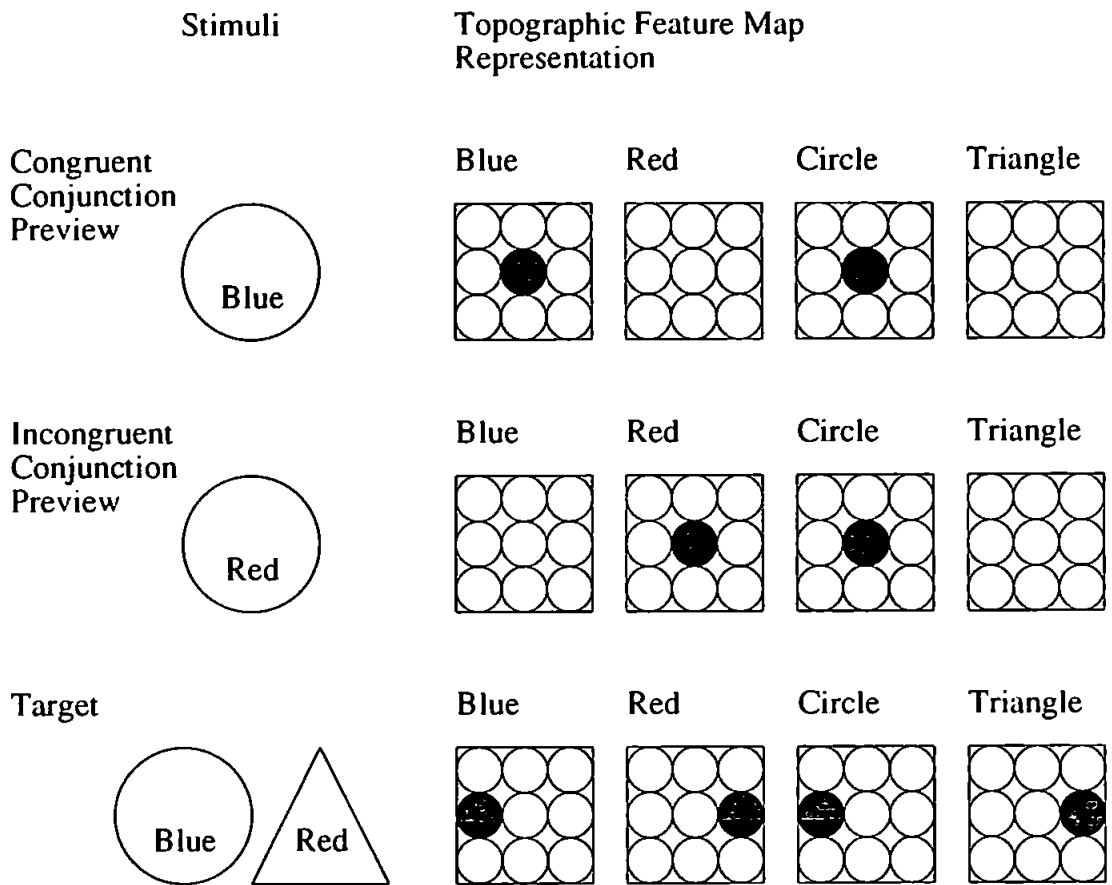 Stimuli
Topographic Feature Map
Representation
Congruent
Conjunction
Preview
Blue
Blue
Red
Circle
Triangle
Incongruent
Conjunction
Preview
Red
Blue
Red
Circle
Triangle
Target
Blue
Red
Blue
Red
Circle
Triangle